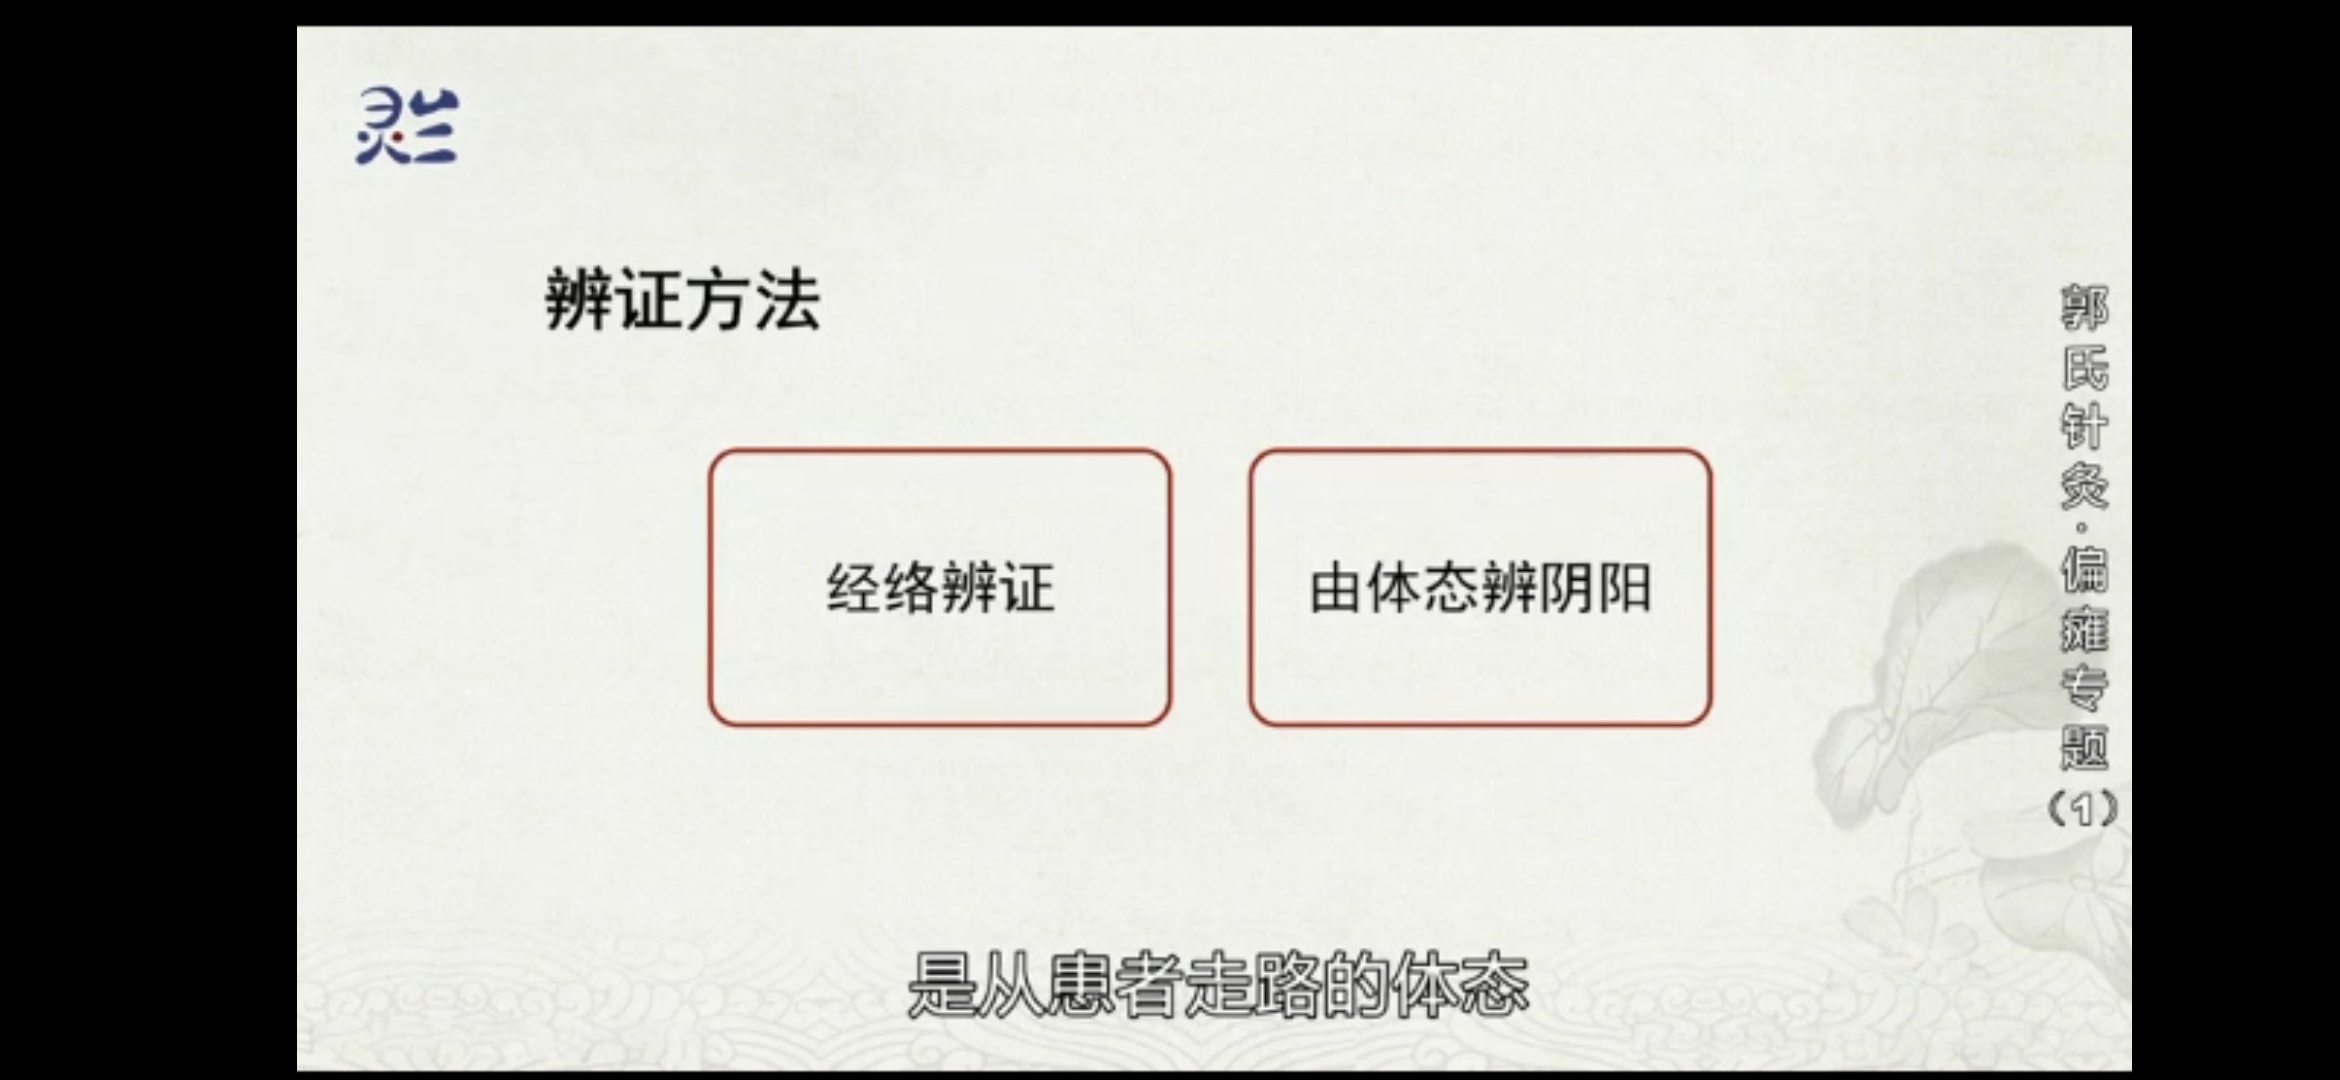 灵兰
辨证方法
经络辨证
由体态辨阴阳
郭氏针灸·偏瘫专题(1)
是从患者走路的体态